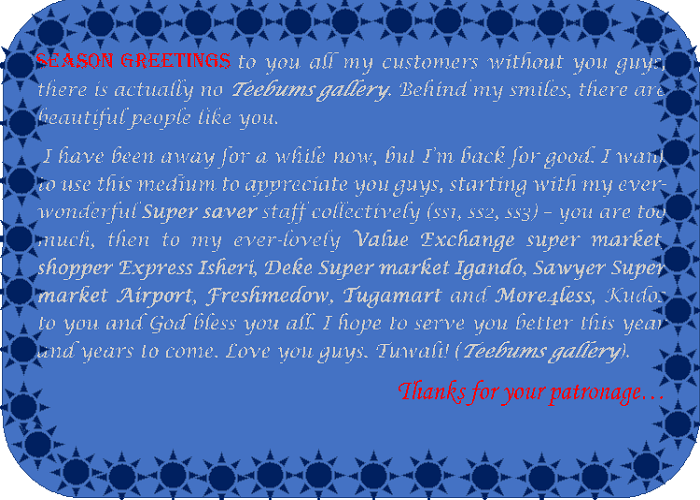 SEASON GREETINGS to you all my customers without you guys,
there is actually no Teebums gallery. Behind my smiles, there are
beautiful people like you.
I have been away for a while now, but I'm back for good. I want
to use this medium to appreciate you guys, starting with my ever-
wonderful Super saver staff collectively (ss1, ss2, ss3) – you are too
much, then to my ever-lovely Value Exchange super market,
shopper Express Isheri, Deke Super market Igando, Sawyer Super
market Airport, Freshmedow, Tugamart and More4less, Kudos
to you and God bless you all. I hope to serve you better this year
and years to come. Love you guys. Tuwali! (Teebums gallery).
Thanks for your patronage…